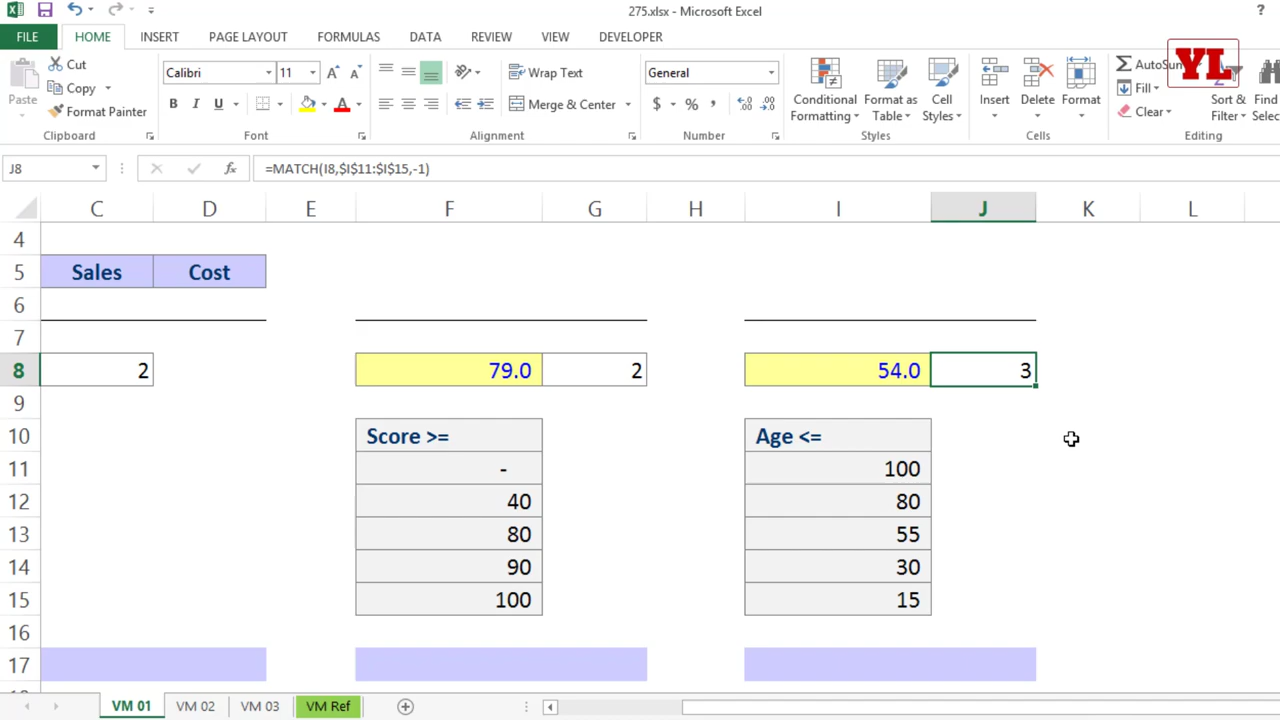 275.xlsx - Microsoft Excel
?
FILE HOME INSERT PAGE LAYOUT FORMULAS DATA REVIEW VIEW DEVELOPER
YL
Paste
Cut
Copy
Format Painter
Clipboard
Calibri 11
B I U
Font
Wrap Text
Merge & Center
Alignment
General
$ % ,
Number
Conditional Formatting
Format as Table
Cell Styles
Styles
Insert
Delete
Format
Cells
Fill
Clear
Sort & Filter
Editing
J8 fx =MATCH(I8,$I$11:$I$15,-1)
C D E F G H I J K L
4
5 Sales Cost
6
7
8 2 79.0 2 54.0 3
9
10 Score >= Age <=
11 - 100
12 40 80
13 80 55
14 90 30
15 100 15
16
17
VM 01 VM 02 VM 03 VM Ref